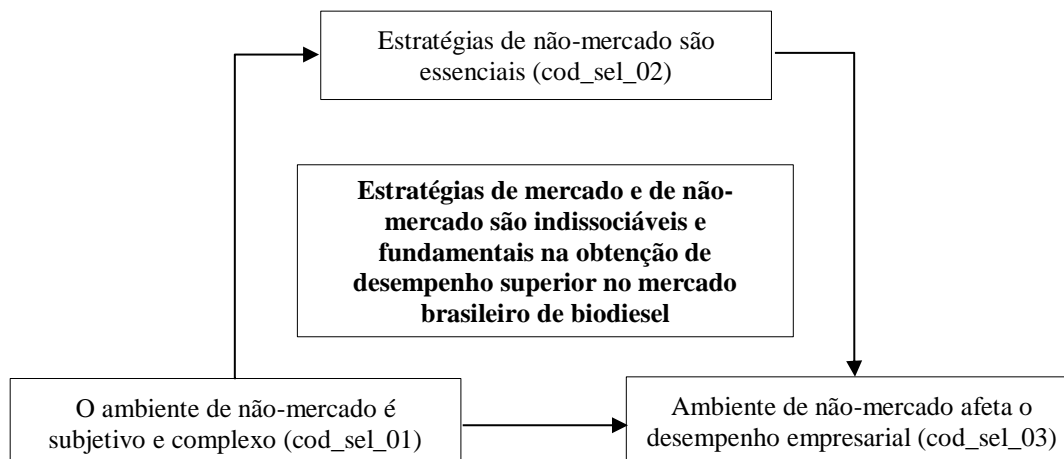 Estratégias de não-mercado são
essenciais (cod_sel_02)
Estratégias de mercado e de não-
mercado são indissociáveis e
fundamentais na obtenção de
desempenho superior no mercado
brasileiro de biodiesel
O ambiente de não-mercado é
subjetivo e complexo (cod_sel_01)
Ambiente de não-mercado afeta o
desempenho empresarial (cod_sel_03)